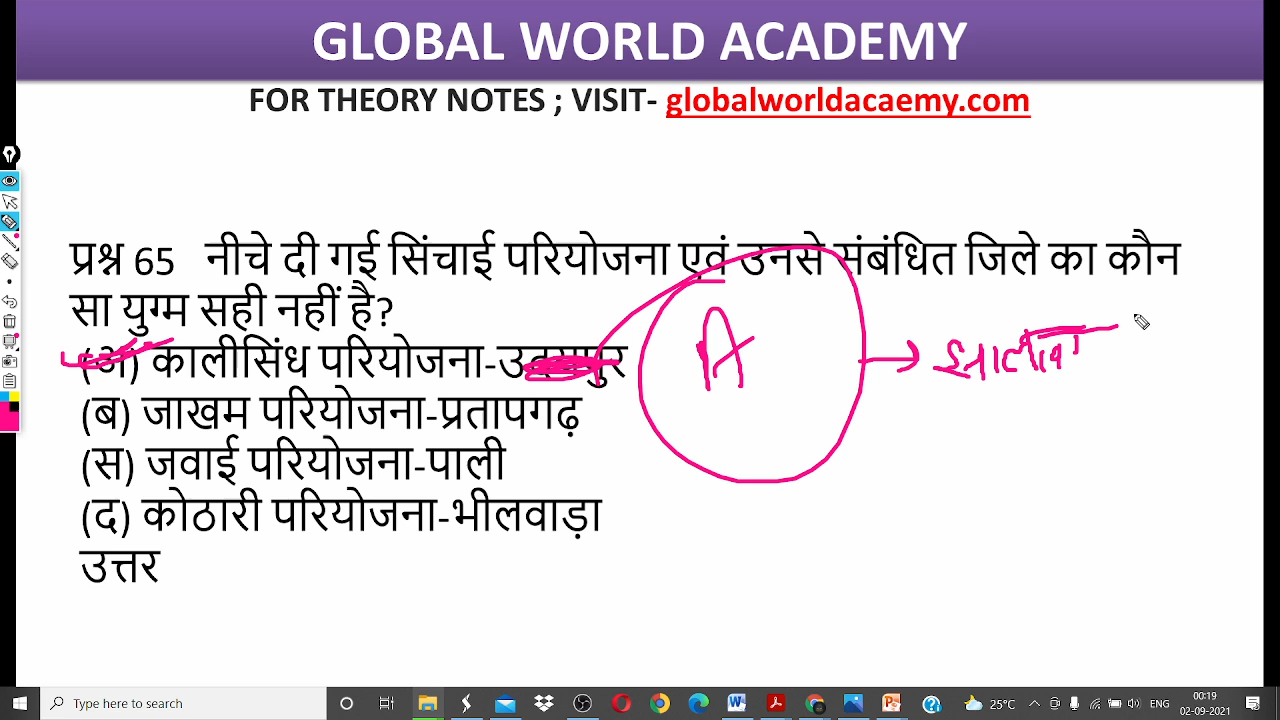 GLOBAL WORLD ACADEMY
FOR THEORY NOTES ; VISIT- globalworldacaemy.com
प्रश्न 65 नीचे दी गई सिंचाई परियोजना एवं उनसे संबंधित जिले का कौन
सा युग्म सही नहीं है?
(अ) कालीसिंध परियोजना-उदयपुर
A
(ब) जाखम परियोजना-प्रतापगढ़
(स) जवाई परियोजना-पाली
(द) कोठारी परियोजना-भीलवाड़ा
उत्तर
Type here to search
25°C
ENG
00:19
02-09-2021